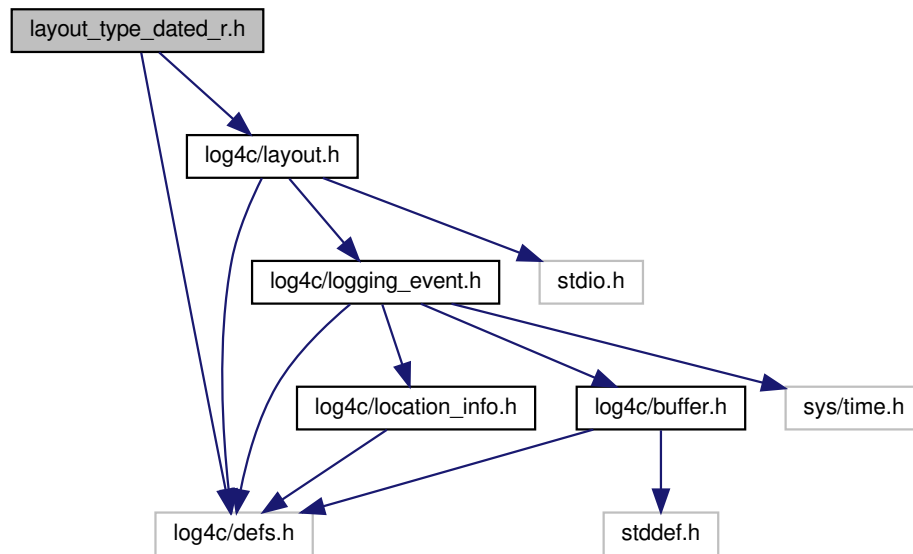 layout_type_dated_r.h
log4c/layout.h
log4c/logging_event.h
stdio.h
log4c/location_info.h
log4c/buffer.h
sys/time.h
log4c/defs.h
stddef.h